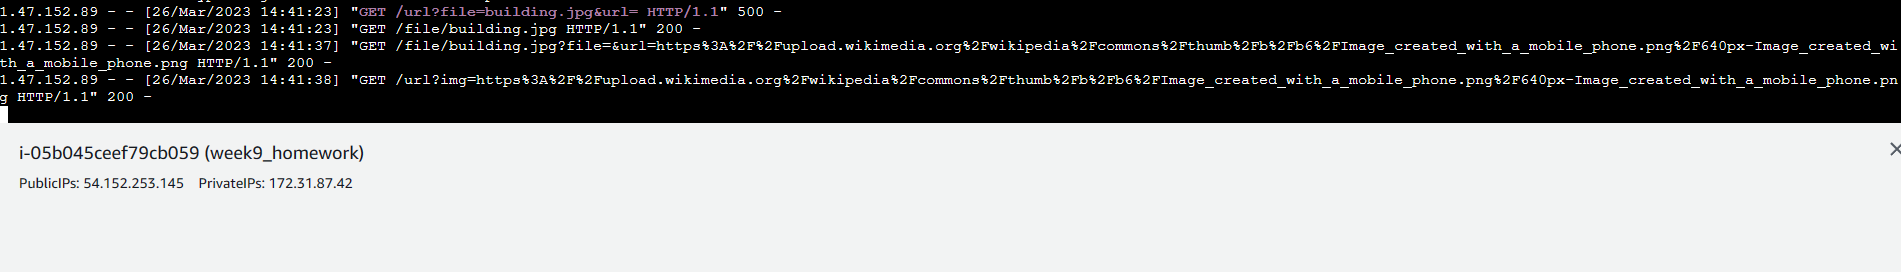 1.47.152.89 - - [26/Mar/2023 14:41:23] "GET /url?file=building.jpg&url= HTTP/1.1" 500 -
1.47.152.89 - - [26/Mar/2023 14:41:23] "GET /file/building.jpg HTTP/1.1" 200 -
1.47.152.89 - - [26/Mar/2023 14:41:37] "GET /file/building.jpg?file=&url=https%3A%2F%2Fupload.wikimedia.org%2Fwikipedia%2Fcommons%2Fthumb%2Fb%2Fb6%2FImage_created_with_a_mobile_phone.png%2F640px-Image_created_wi
th_a_mobile_phone.png HTTP/1.1" 200 -
1.47.152.89 - - [26/Mar/2023 14:41:38] "GET /url?img=https%3A%2F%2Fupload.wikimedia.org%2Fwikipedia%2Fcommons%2Fthumb%2Fb%2Fb6%2FImage_created_with_a_mobile_phone.png%2F640px-Image_created_with_a_mobile_phone.pn
g HTTP/1.1" 200 -
i-05b045ceef79cb059 (week9_homework)
PublicIPs: 54.152.253.145 PrivateIPs: 172.31.87.42